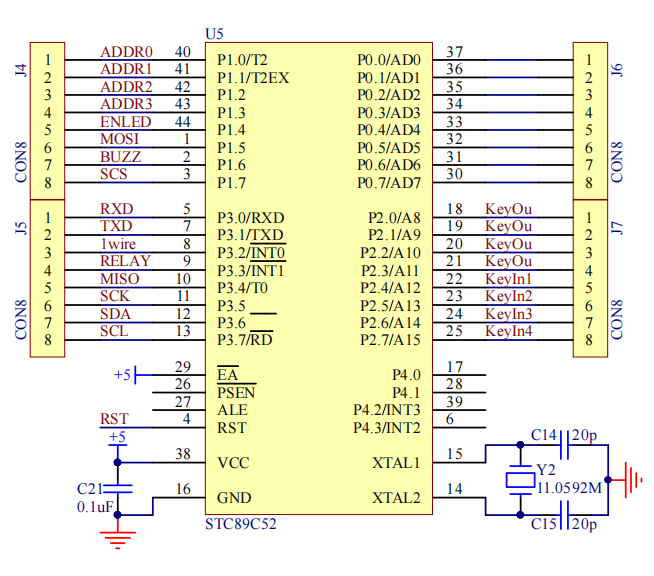 U5
J4
CON8
1 ADDR0 40 P1.0/T2 P0.0/AD0 37 1
2 ADDR1 41 P1.1/T2EX P0.1/AD1 36 2
3 ADDR2 42 P1.2 P0.2/AD2 35 3
4 ADDR3 43 P1.3 P0.3/AD3 34 4
5 ENLED 44 P1.4 P0.4/AD4 33 5
6 MOSI 1 P1.5 P0.5/AD5 32 6
7 BUZZ 2 P1.6 P0.6/AD6 31 7
8 SCS 3 P1.7 P0.7/AD7 30 8
J6
CON8
J5
CON8
1 RXD 5 P3.0/RXD P2.0/A8 18 KeyOu 1
2 TXD 7 P3.1/TXD P2.1/A9 19 KeyOu 2
3 1wire 8 P3.2/INT0 P2.2/A10 20 KeyOu 3
4 RELAY 9 P3.3/INT1 P2.3/A11 21 KeyOu 4
5 MISO 10 P3.4/T0 P2.4/A12 22 KeyIn1 5
6 SCK 11 P3.5 P2.5/A13 23 KeyIn2 6
7 SDA 12 P3.6 P2.6/A14 24 KeyIn3 7
8 SCL 13 P3.7/RD P2.7/A15 25 KeyIn4 8
J7
CON8
+5 29 EA P4.0 17
26 PSEN P4.1 28
27 ALE P4.2/INT3 39
RST 4 RST P4.3/INT2 6
+5
38 VCC XTAL1 15
C14 20p
Y2
11.0592M
C21
0.1uF
16 GND XTAL2 14
C15 20p
STC89C52